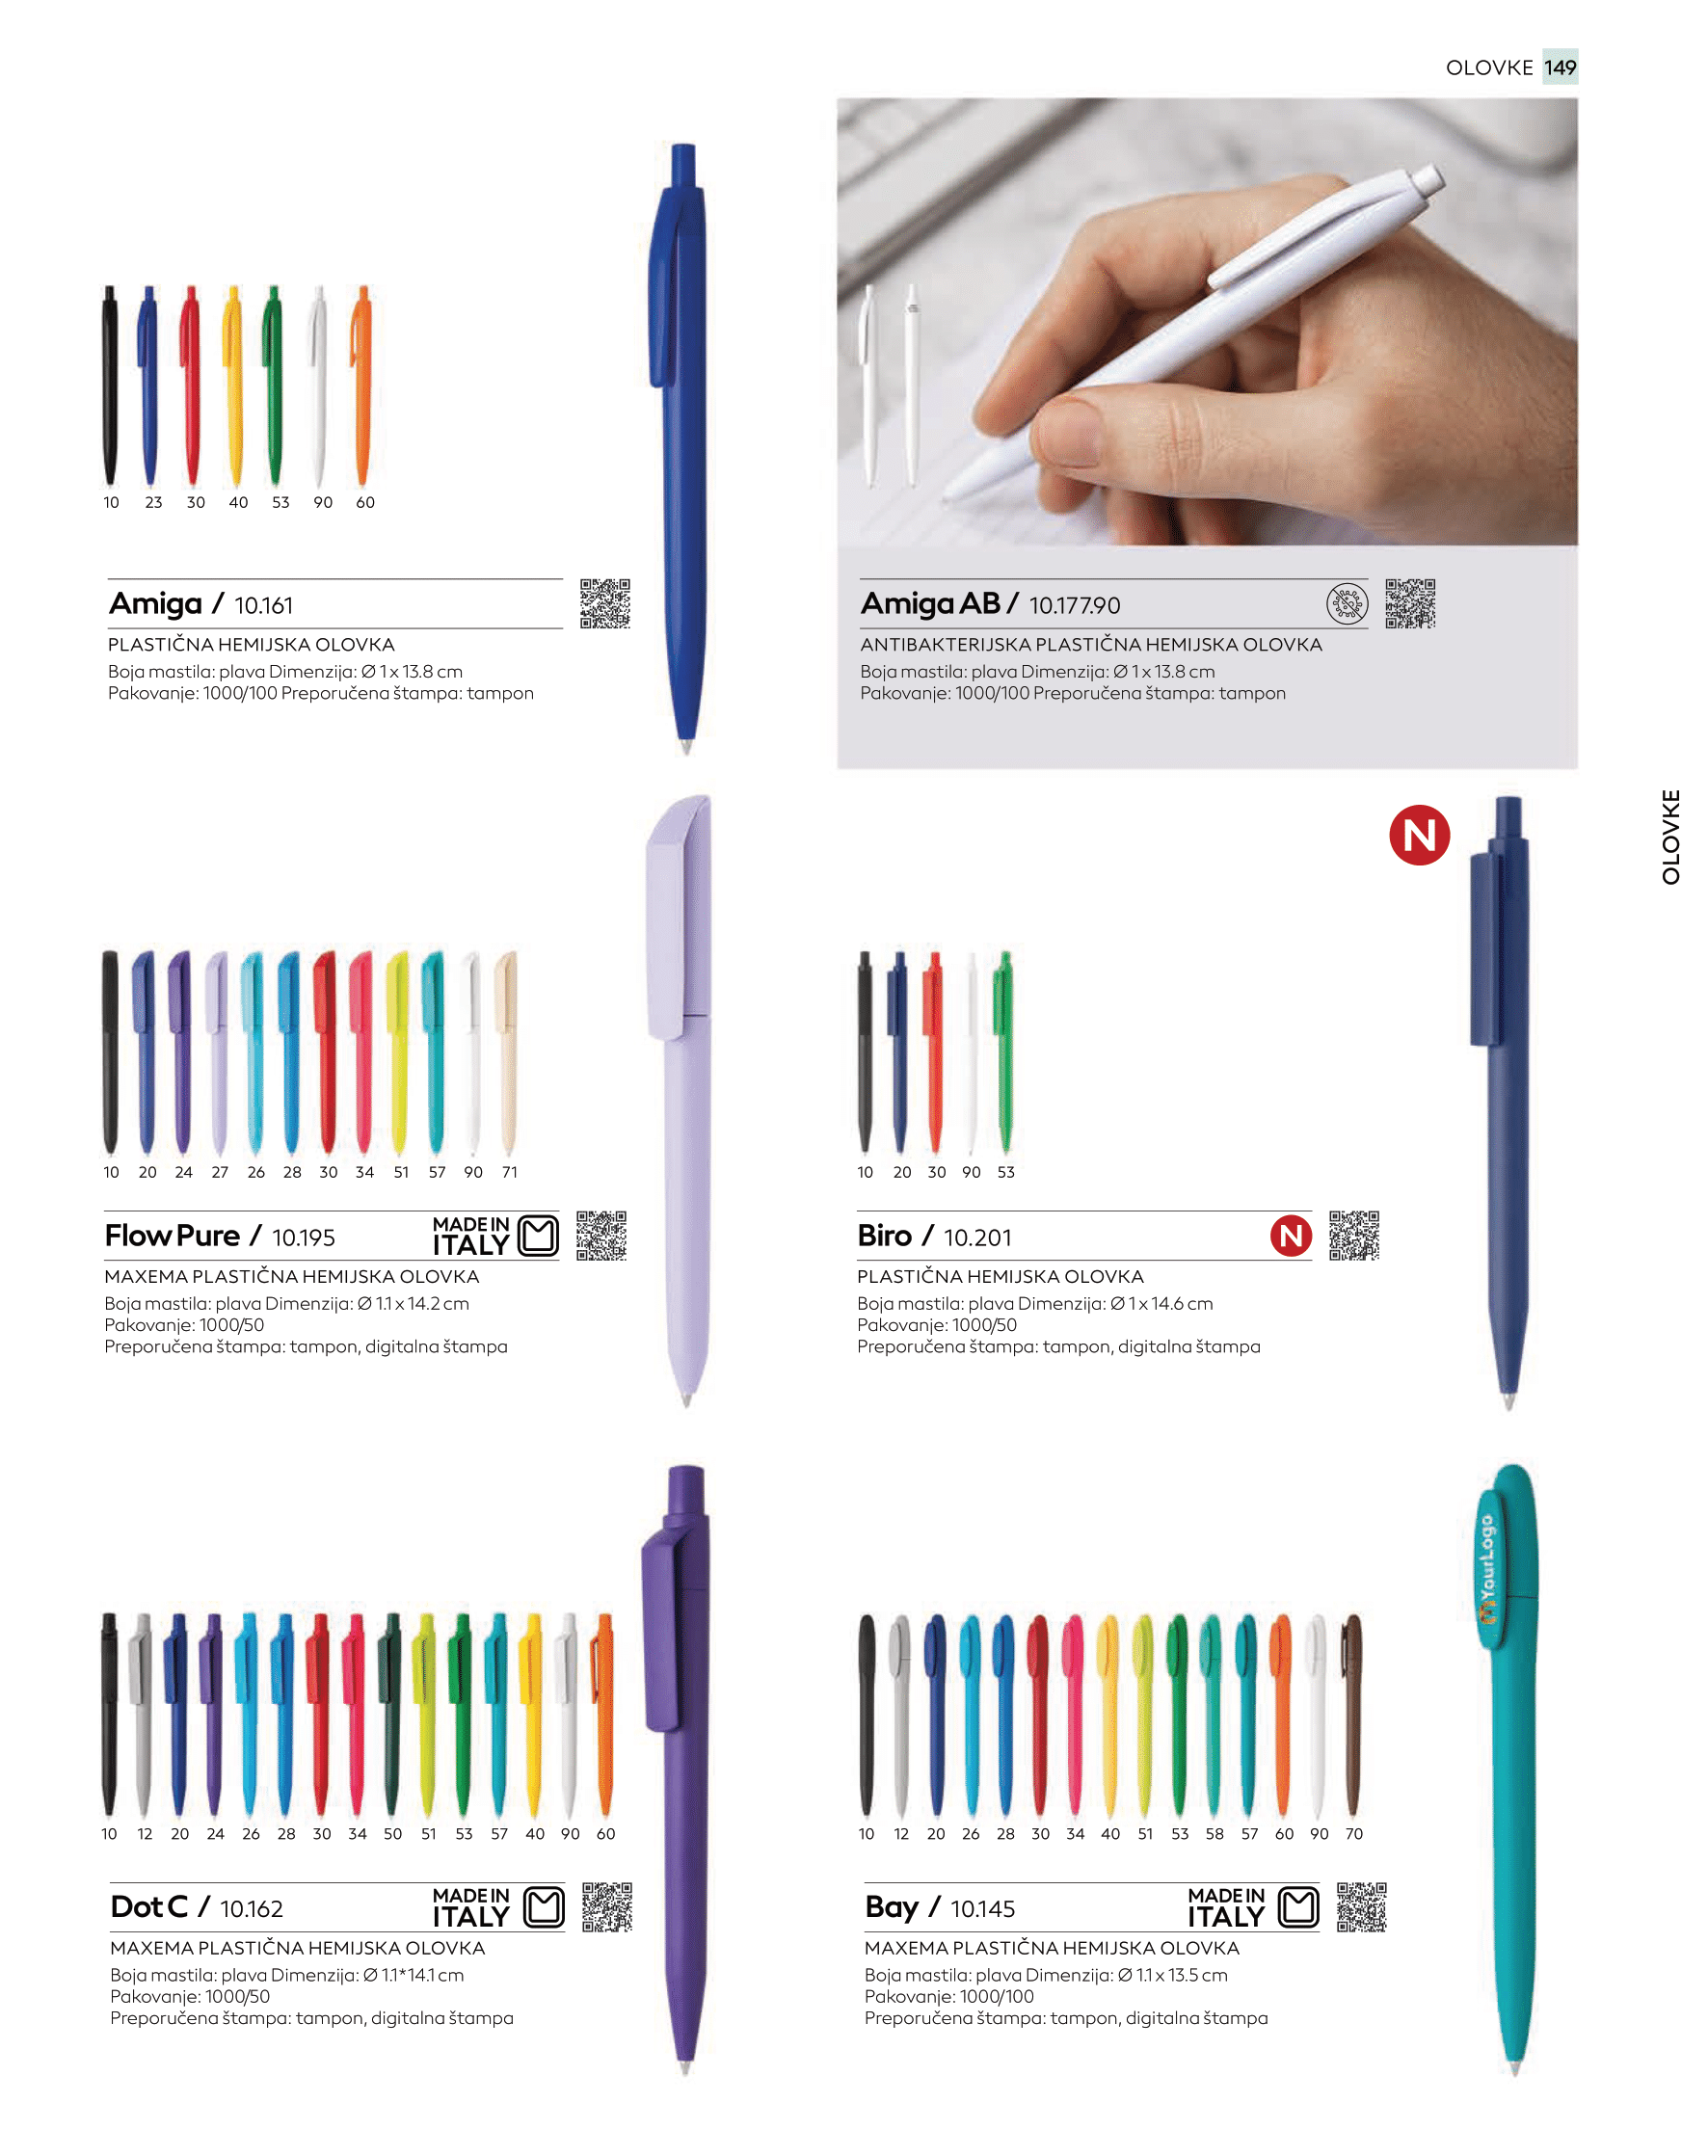 OLOVKE 149
10 23 30 40 53 90 60
Amiga / 10.161
PLASTIČNA HEMIJSKA OLOVKA
Boja mastila: plava Dimenzija: Ø 1 x 13.8 cm
Pakovanje: 1000/100 Preporučena štampa: tampon
Amiga AB / 10.177.90
ANTIBAKTERIJSKA PLASTIČNA HEMIJSKA OLOVKA
Boja mastila: plava Dimenzija: Ø 1 x 13.8 cm
Pakovanje: 1000/100 Preporučena štampa: tampon
OLOVKE
10 20 24 27 26 28 30 34 51 57 90 71
Flow Pure / 10.195
MADE IN
ITALY
MAXEMA PLASTIČNA HEMIJSKA OLOVKA
Boja mastila: plava Dimenzija: Ø 1.1 x 14.2 cm
Pakovanje: 1000/50
Preporučena štampa: tampon, digitalna štampa
N
10 20 30 90 53
Biro / 10.201
N
PLASTIČNA HEMIJSKA OLOVKA
Boja mastila: plava Dimenzija: Ø 1 x 14.6 cm
Pakovanje: 1000/50
Preporučena štampa: tampon, digitalna štampa
10 12 20 24 26 28 30 34 50 51 53 57 40 90 60
Dot C / 10.162
MADE IN
ITALY
MAXEMA PLASTIČNA HEMIJSKA OLOVKA
Boja mastila: plava Dimenzija: Ø 1.1*14.1 cm
Pakovanje: 1000/50
Preporučena štampa: tampon, digitalna štampa
YourLogo
10 12 20 26 28 30 34 40 51 53 58 57 60 90 70
Bay / 10.145
MADE IN
ITALY
MAXEMA PLASTIČNA HEMIJSKA OLOVKA
Boja mastila: plava Dimenzija: Ø 1.1 x 13.5 cm
Pakovanje: 1000/100
Preporučena štampa: tampon, digitalna štampa